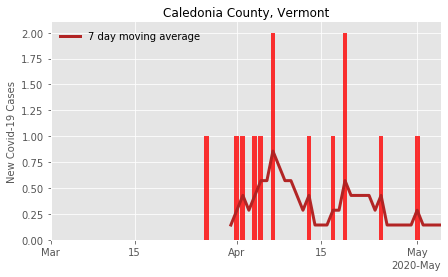 Caledonia County, Vermont
7 day moving average
New Covid-19 Cases
2.00
1.75
1.50
1.25
1.00
0.75
0.50
0.25
0.00
Mar
15
Apr
15
May
2020-May